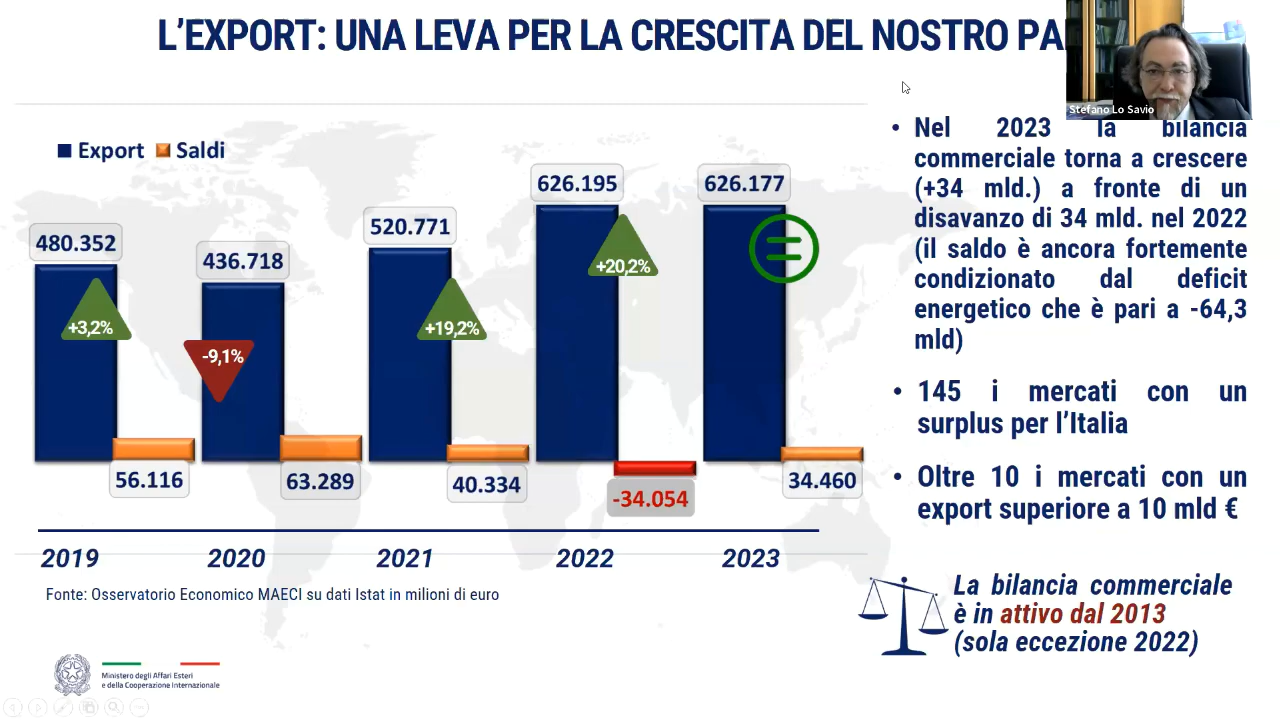 L'EXPORT: UNA LEVA PER LA CRESCITA DEL NOSTRO
Stefano Lo Savio
Export Saldi
480.352
436.718
520.771
626.195
626.177
+3,2%
-9,1%
+19,2%
+20,2%
56.116
63.289
40.334
-34.054
34.460
2019 2020 2021 2022 2023
Fonte: Osservatorio Economico MAECI su dati Istat in milioni di euro
• Nel 2023 la bilancia
commerciale torna a crescere
(+34 mld.) a fronte di un
disavanzo di 34 mld. nel 2022
(il saldo è ancora fortemente
condizionato dal deficit
energetico che è pari a -64,3
mld)
• 145 i mercati con un
surplus per l'Italia
• Oltre 10 i mercati con un
export superiore a 10 mld €
La bilancia commerciale
è in attivo dal 2013
(sola eccezione 2022)
Ministero degli Affari Esteri
e della Cooperazione Internazionale